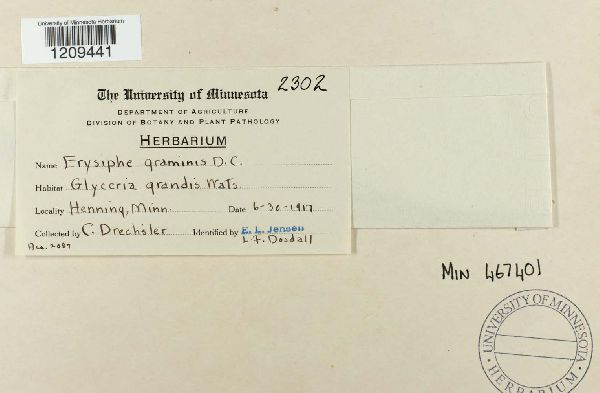 University of Minnesota Herbarium
1209441
The University of Minnesota 2302
DEPARTMENT OF AGRICULTURE
DIVISION OF BOTANY AND PLANT PATHOLOGY
HERBARIUM
Name Erysiphe graminis D.C.
Habitat Glyceria grandis Wats.
Locality Henning, Minn. Date 6-30-1917
Collected by C. Drechsler Identified by E. L. Jensen
Acc. 2087 L. F. Dosdall
MIN 467401
UNIVERSITY OF MINNESOTA
HERBARIUM